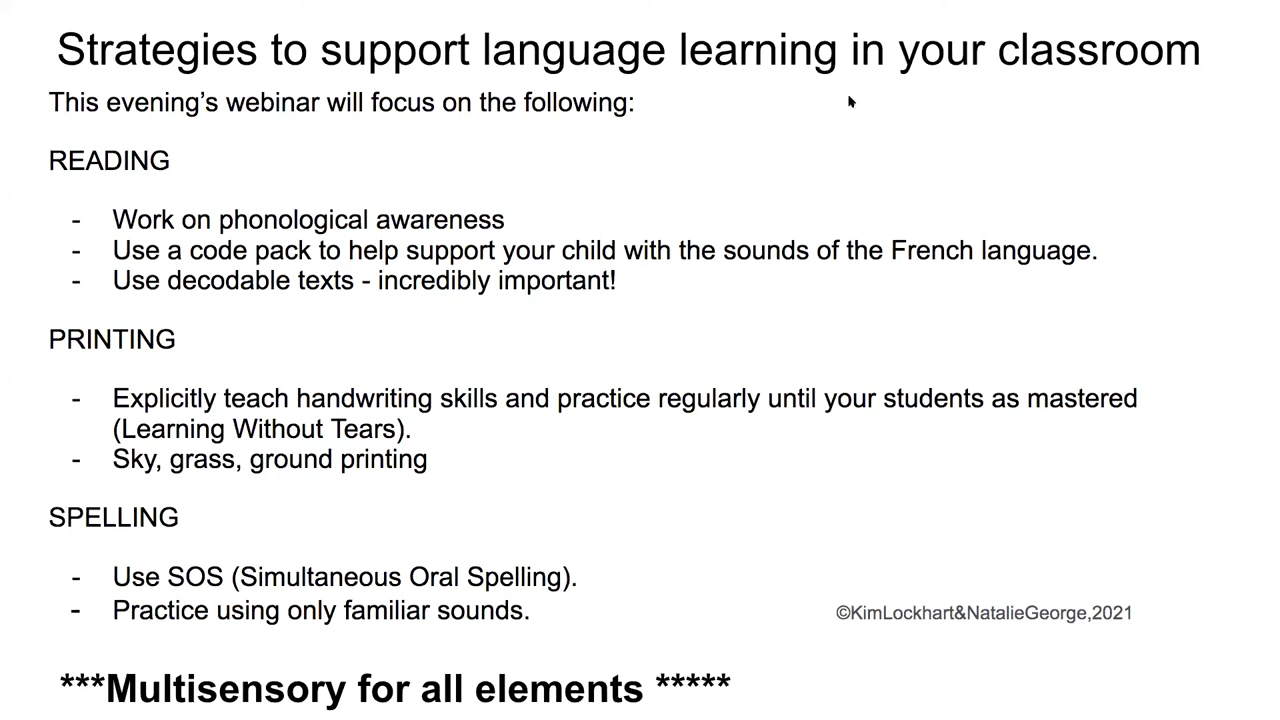 Strategies to support language learning in your classroom
This evening's webinar will focus on the following:
READING
- Work on phonological awareness
- Use a code pack to help support your child with the sounds of the French language.
- Use decodable texts - incredibly important!
PRINTING
- Explicitly teach handwriting skills and practice regularly until your students as mastered
(Learning Without Tears).
- Sky, grass, ground printing
SPELLING
- Use SOS (Simultaneous Oral Spelling).
- Practice using only familiar sounds.
©KimLockhart&NatalieGeorge,2021
***Multisensory for all elements *****